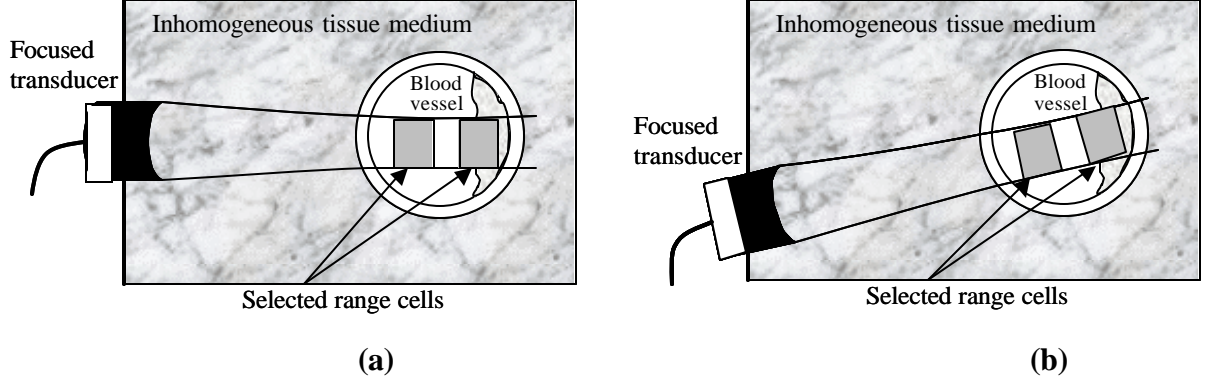 Inhomogeneous tissue medium
Focused
transducer
Blood
vessel
Selected range cells
(a)
Inhomogeneous tissue medium
Focused
transducer
Blood
vessel
Selected range cells
(b)